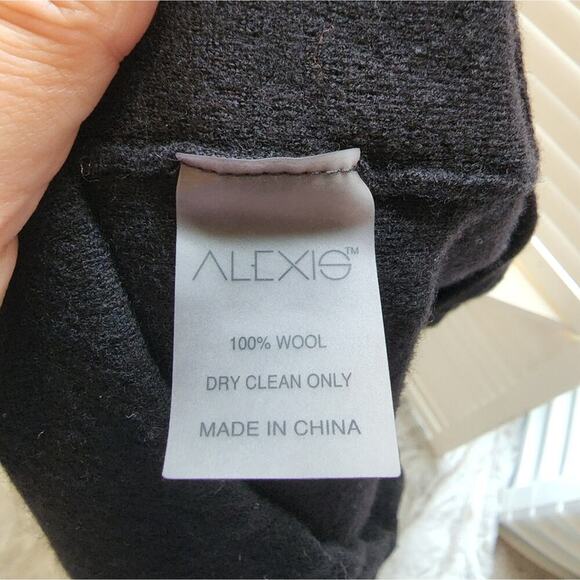 ALEXIS™
100% WOOL
DRY CLEAN ONLY
MADE IN CHINA